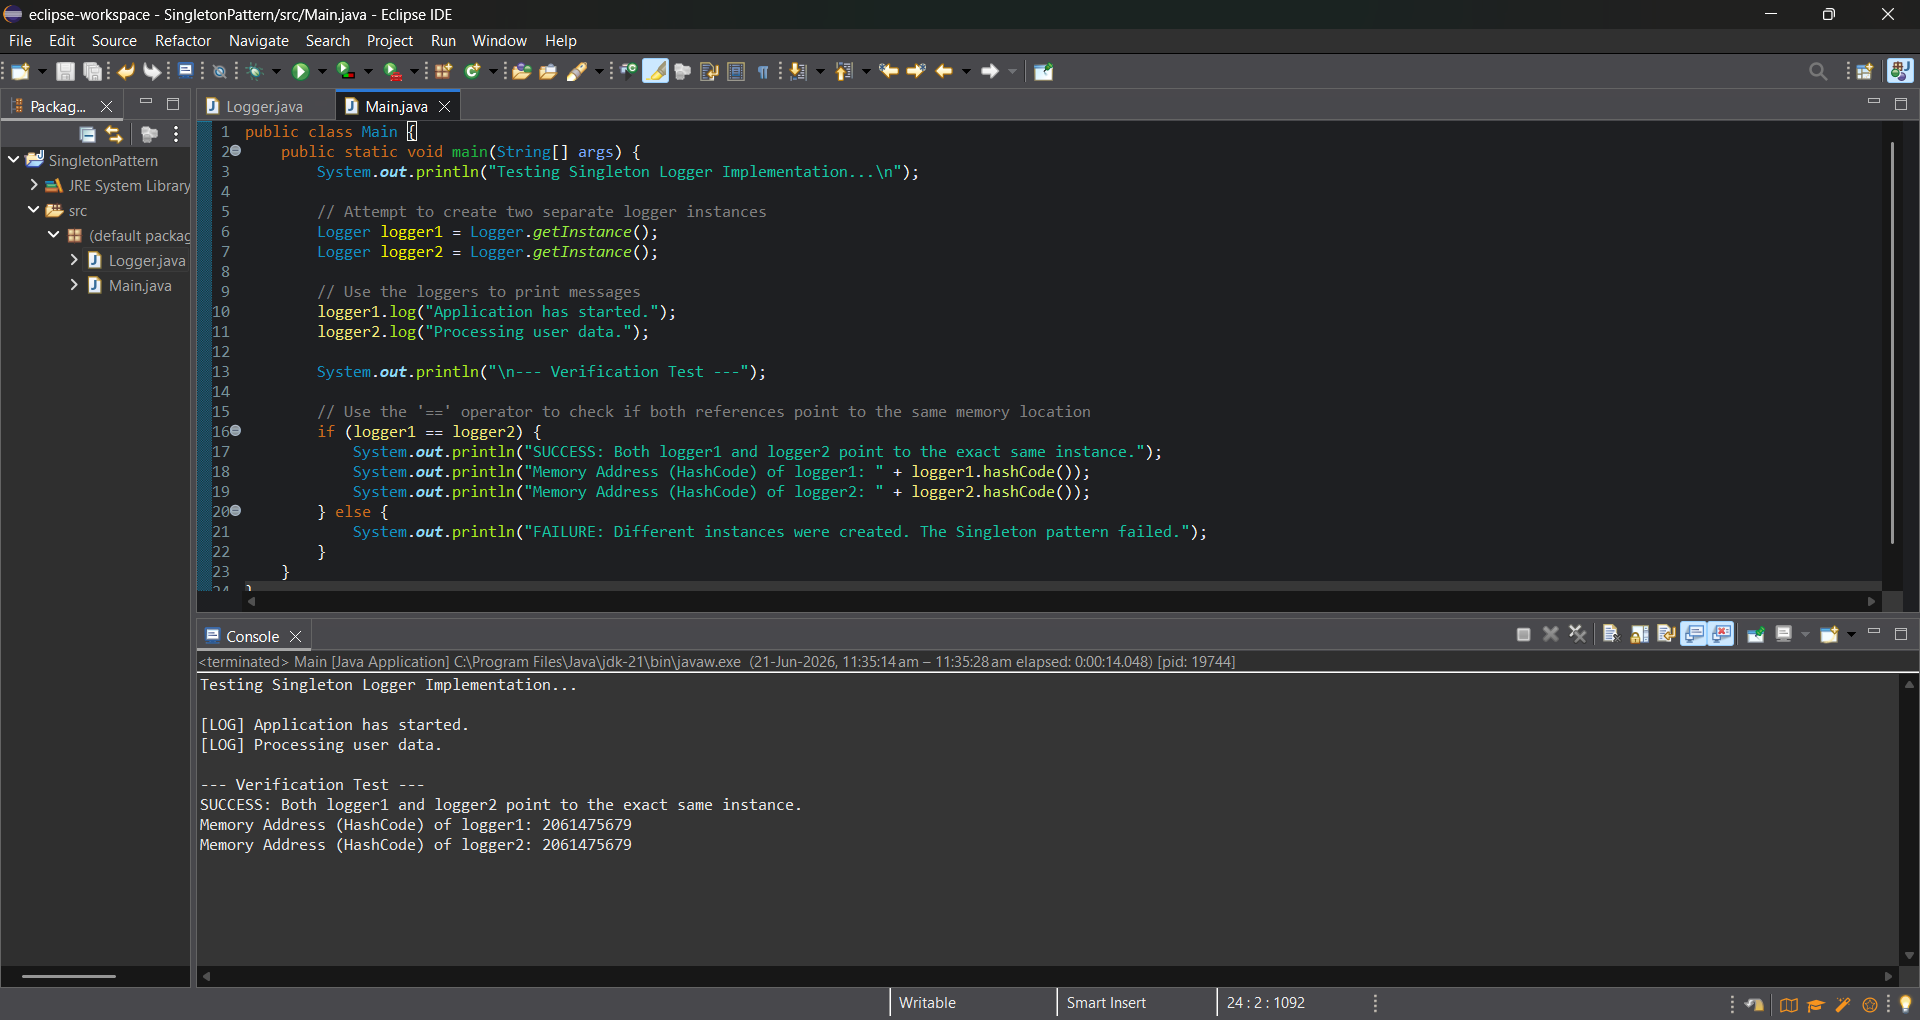 eclipse-workspace - SingletonPattern/src/Main.java - Eclipse IDE
File Edit Source Refactor Navigate Search Project Run Window Help
Packag...
Logger.java
Main.java
SingletonPattern
JRE System Library
src
(default packag
Logger.java
Main.java
1 public class Main {
2 public static void main(String[] args) {
3 System.out.println("Testing Singleton Logger Implementation...\n");
4
5 // Attempt to create two separate logger instances
6 Logger logger1 = Logger.getInstance();
7 Logger logger2 = Logger.getInstance();
8
9 // Use the loggers to print messages
10 logger1.log("Application has started.");
11 logger2.log("Processing user data.");
12
13 System.out.println("\n--- Verification Test ---");
14
15 // Use the '==' operator to check if both references point to the same memory location
16 if (logger1 == logger2) {
17 System.out.println("SUCCESS: Both logger1 and logger2 point to the exact same instance.");
18 System.out.println("Memory Address (HashCode) of logger1: " + logger1.hashCode());
19 System.out.println("Memory Address (HashCode) of logger2: " + logger2.hashCode());
20 } else {
21 System.out.println("FAILURE: Different instances were created. The Singleton pattern failed.");
22 }
23 }
24 }
Console
<terminated> Main [Java Application] C:\Program Files\Java\jdk-21\bin\javaw.exe (21-Jun-2026, 11:35:14 am – 11:35:28 am elapsed: 0:00:14.048) [pid: 19744]
Testing Singleton Logger Implementation...
[LOG] Application has started.
[LOG] Processing user data.
--- Verification Test ---
SUCCESS: Both logger1 and logger2 point to the exact same instance.
Memory Address (HashCode) of logger1: 2061475679
Memory Address (HashCode) of logger2: 2061475679
Writable
Smart Insert
24 : 2 : 1092